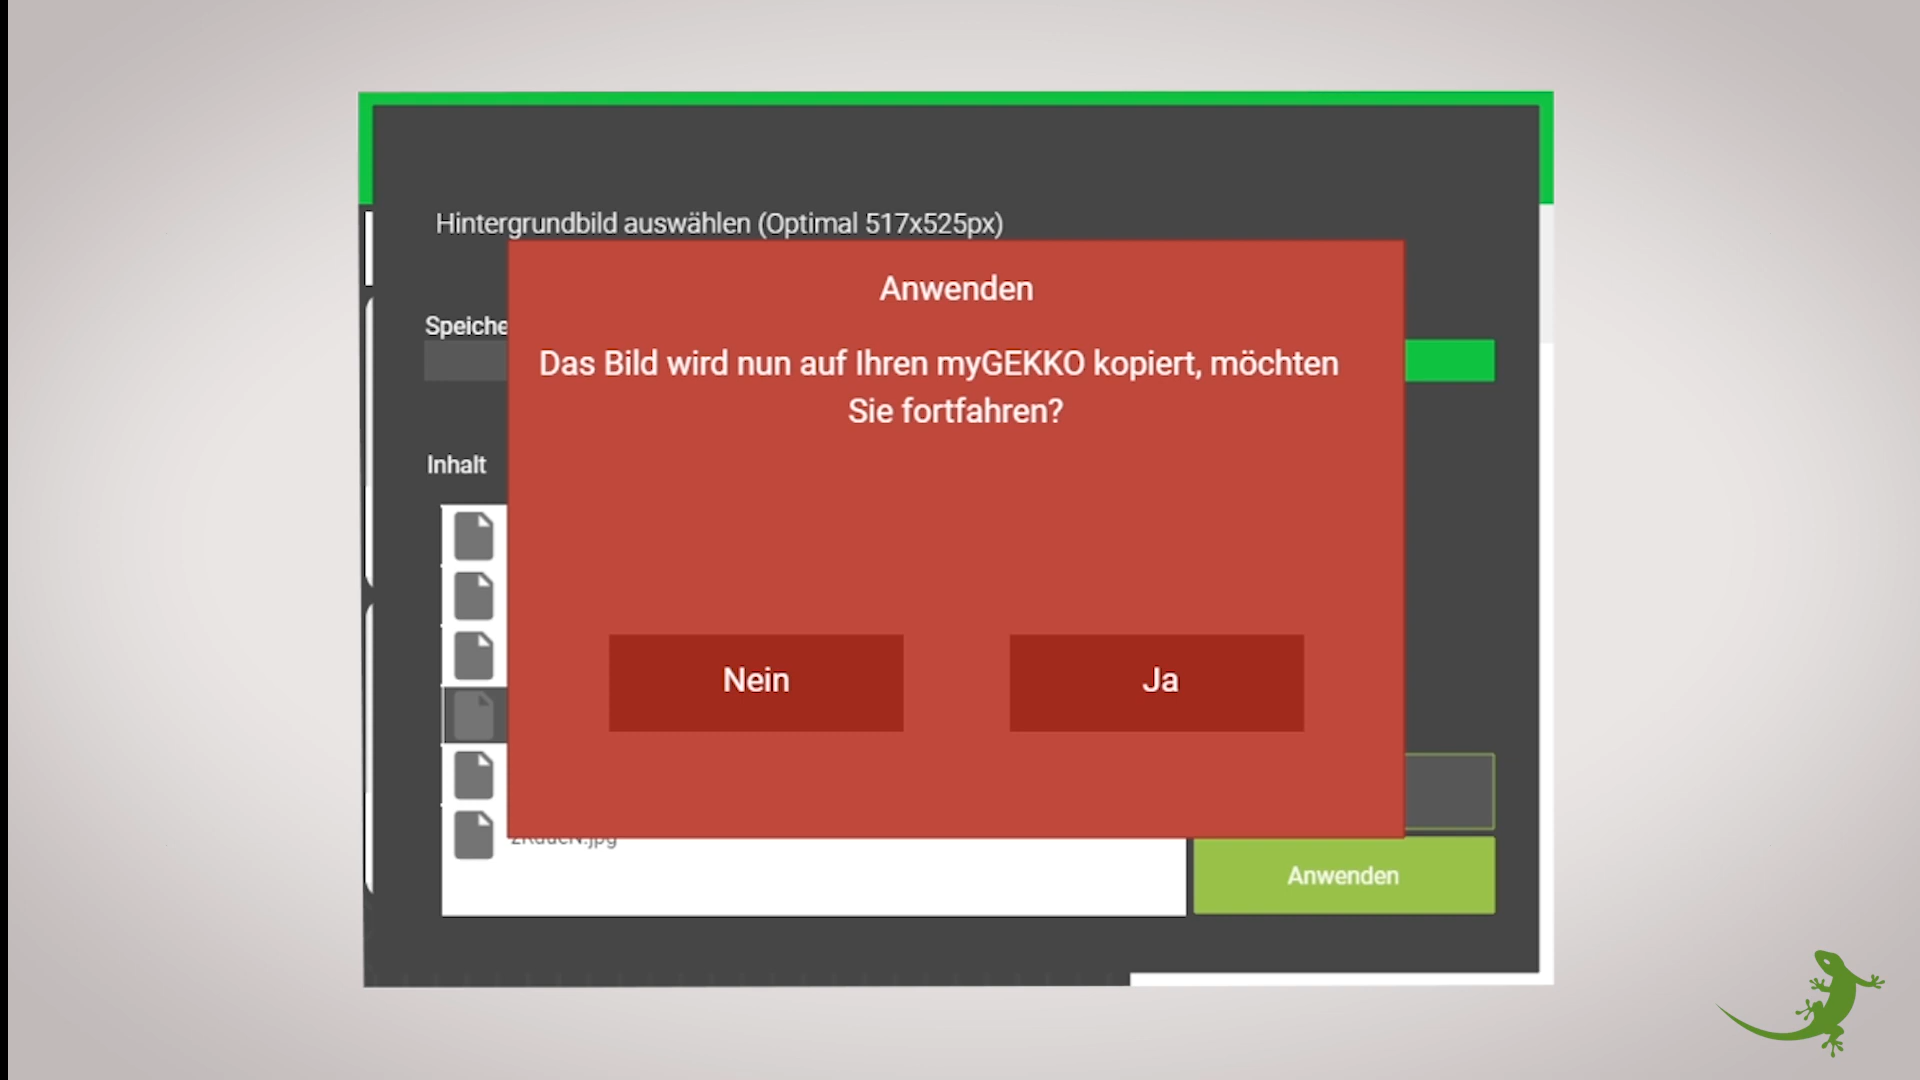 Hintergrundbild auswählen (Optimal 517x525px)
Anwenden
Speiche
Das Bild wird nun auf Ihren myGEKKO kopiert, möchten
Sie fortfahren?
Inhalt
Nein
Ja
Anwenden